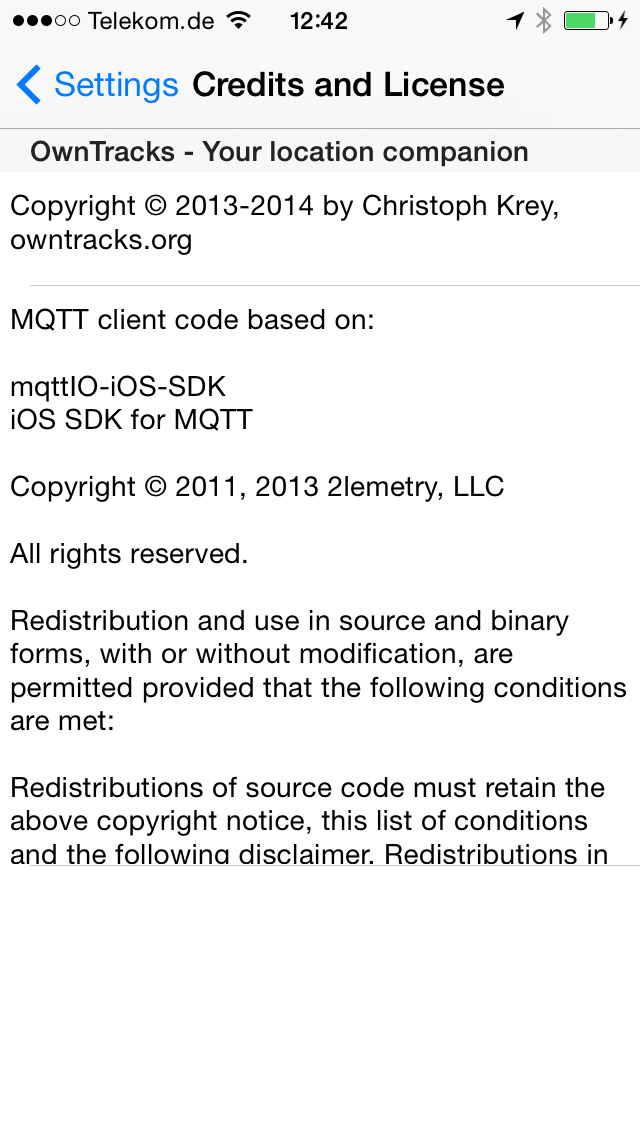 Telekom.de 12:42
Settings Credits and License
OwnTracks - Your location companion
Copyright © 2013-2014 by Christoph Krey,
owntracks.org
MQTT client code based on:
mqttIO-iOS-SDK
iOS SDK for MQTT
Copyright © 2011, 2013 2lemetry, LLC
All rights reserved.
Redistribution and use in source and binary
forms, with or without modification, are
permitted provided that the following conditions
are met:
Redistributions of source code must retain the
above copyright notice, this list of conditions
and the following disclaimer. Redistributions in